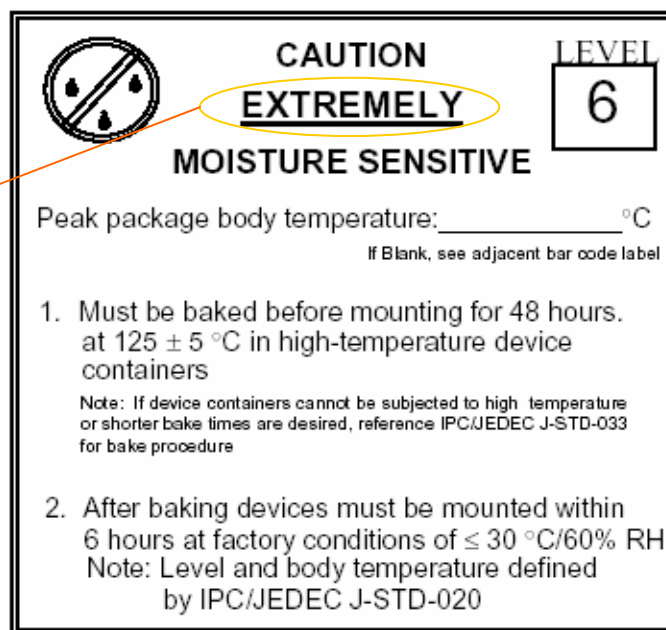 CAUTION
LEVEL
EXTREMELY
6
MOISTURE SENSITIVE
Peak package body temperature:______________°C
If Blank, see adjacent bar code label
1. Must be baked before mounting for 48 hours.
at 125 ± 5 °C in high-temperature device
containers
Note: If device containers cannot be subjected to high temperature
or shorter bake times are desired, reference IPC/JEDEC J-STD-033
for bake procedure
2. After baking devices must be mounted within
6 hours at factory conditions of ≤ 30 °C/60% RH
Note: Level and body temperature defined
by IPC/JEDEC J-STD-020